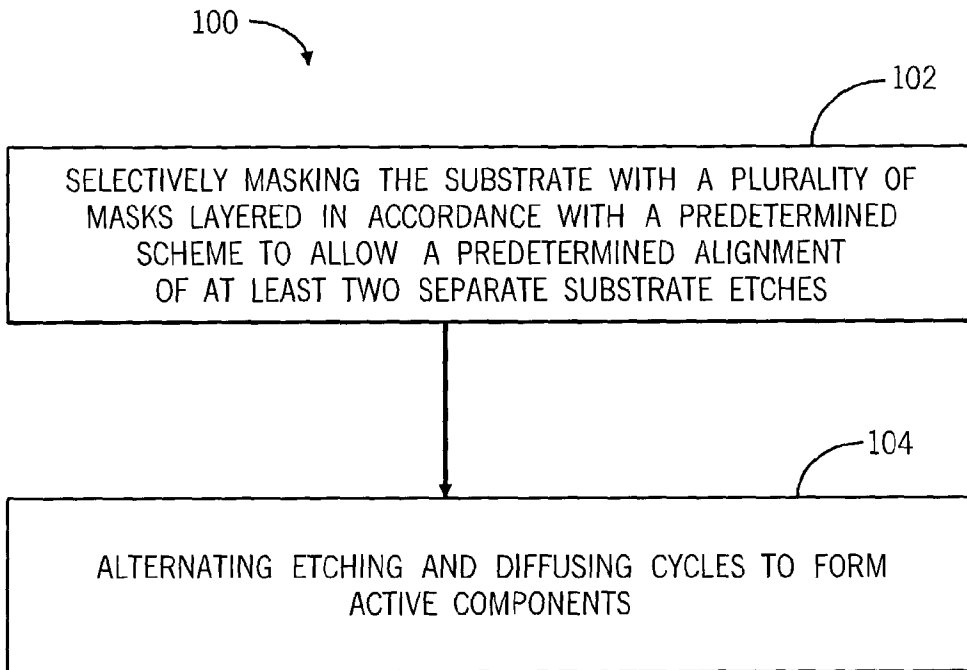 100
102
SELECTIVELY MASKING THE SUBSTRATE WITH A PLURALITY OF
MASKS LAYERED IN ACCORDANCE WITH A PREDETERMINED
SCHEME TO ALLOW A PREDETERMINED ALIGNMENT
OF AT LEAST TWO SEPARATE SUBSTRATE ETCHES
104
ALTERNATING ETCHING AND DIFFUSING CYCLES TO FORM
ACTIVE COMPONENTS